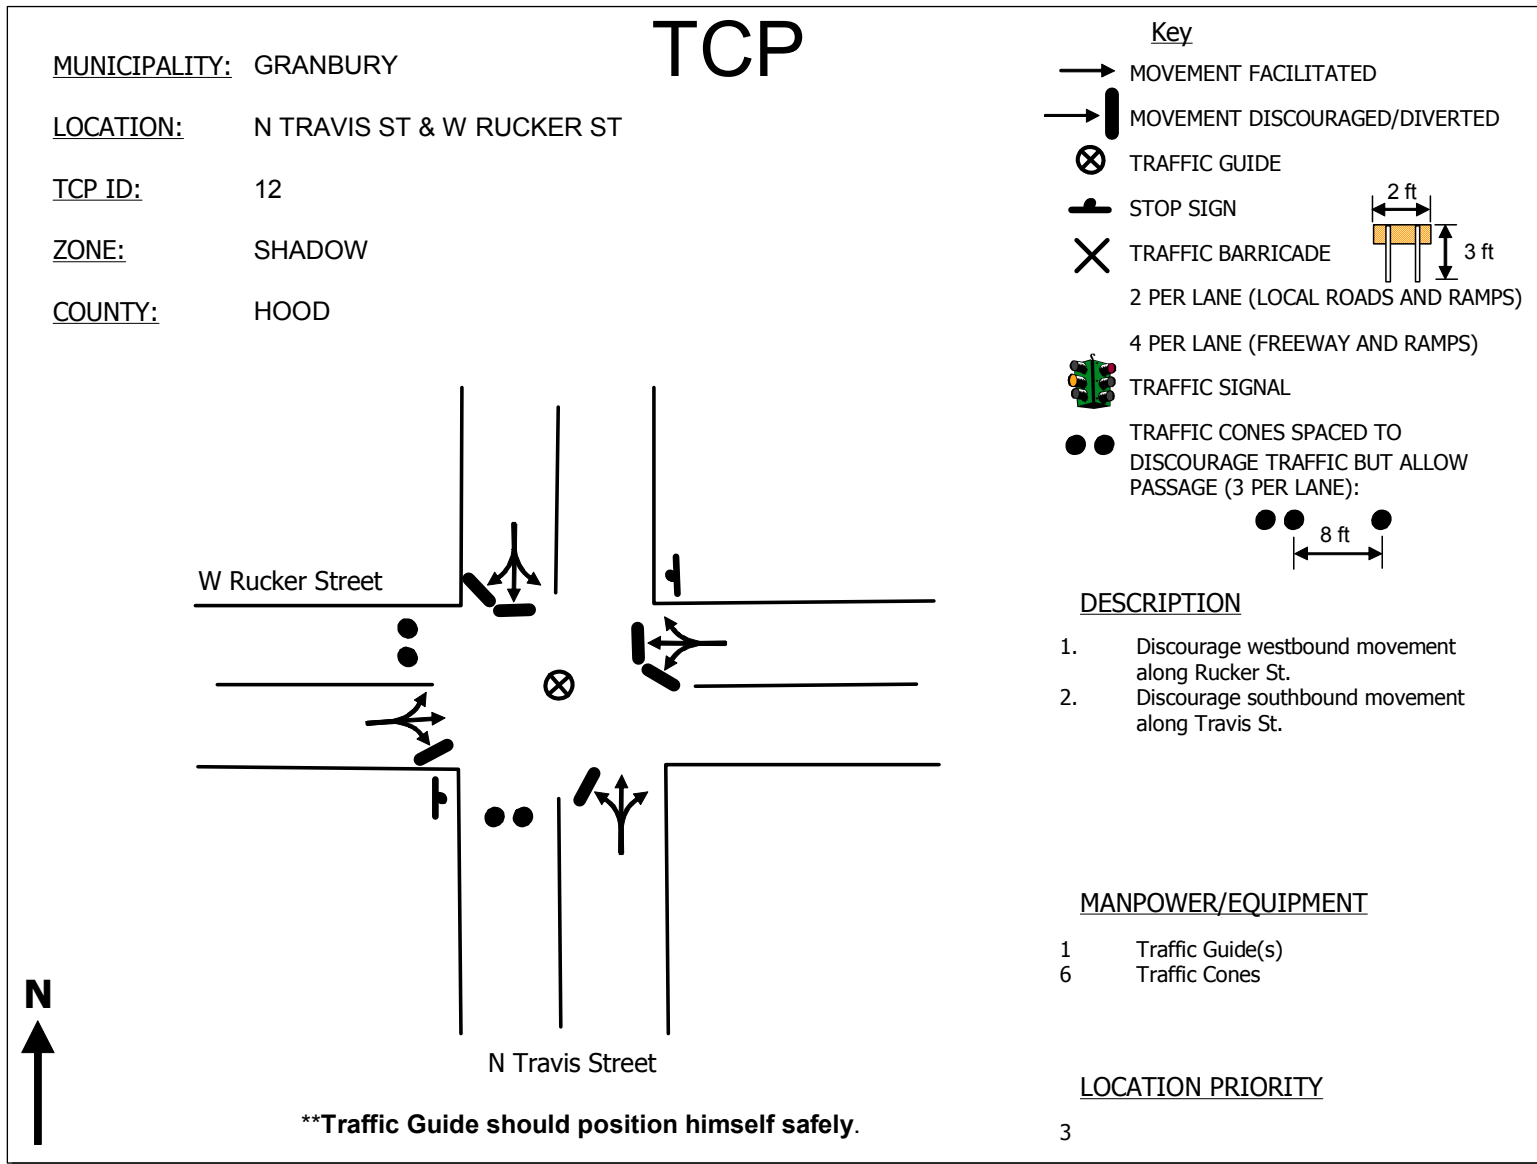 TCP
MUNICIPALITY: GRANBURY
LOCATION: N TRAVIS ST & W RUCKER ST
TCP ID: 12
ZONE: SHADOW
COUNTY: HOOD
Key
MOVEMENT FACILITATED
MOVEMENT DISCOURAGED/DIVERTED
TRAFFIC GUIDE
STOP SIGN
TRAFFIC BARRICADE
2 ft
3 ft
2 PER LANE (LOCAL ROADS AND RAMPS)
4 PER LANE (FREEWAY AND RAMPS)
TRAFFIC SIGNAL
TRAFFIC CONES SPACED TO
DISCOURAGE TRAFFIC BUT ALLOW
PASSAGE (3 PER LANE):
8 ft
W Rucker Street
N Travis Street
N
**Traffic Guide should position himself safely.
DESCRIPTION
1. Discourage westbound movement
along Rucker St.
2. Discourage southbound movement
along Travis St.
MANPOWER/EQUIPMENT
1 Traffic Guide(s)
6 Traffic Cones
LOCATION PRIORITY
3